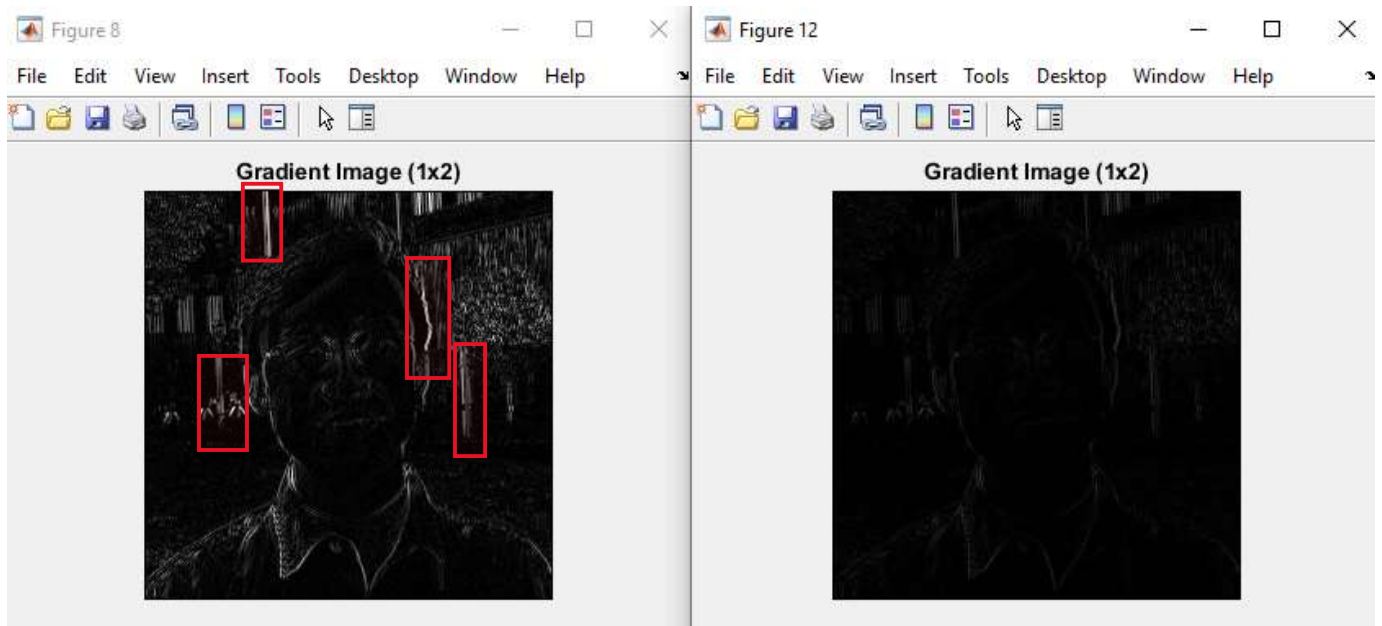 Figure 8
File Edit View Insert Tools Desktop Window Help
Gradient Image (1x2)
Figure 12
File Edit View Insert Tools Desktop Window Help
Gradient Image (1x2)